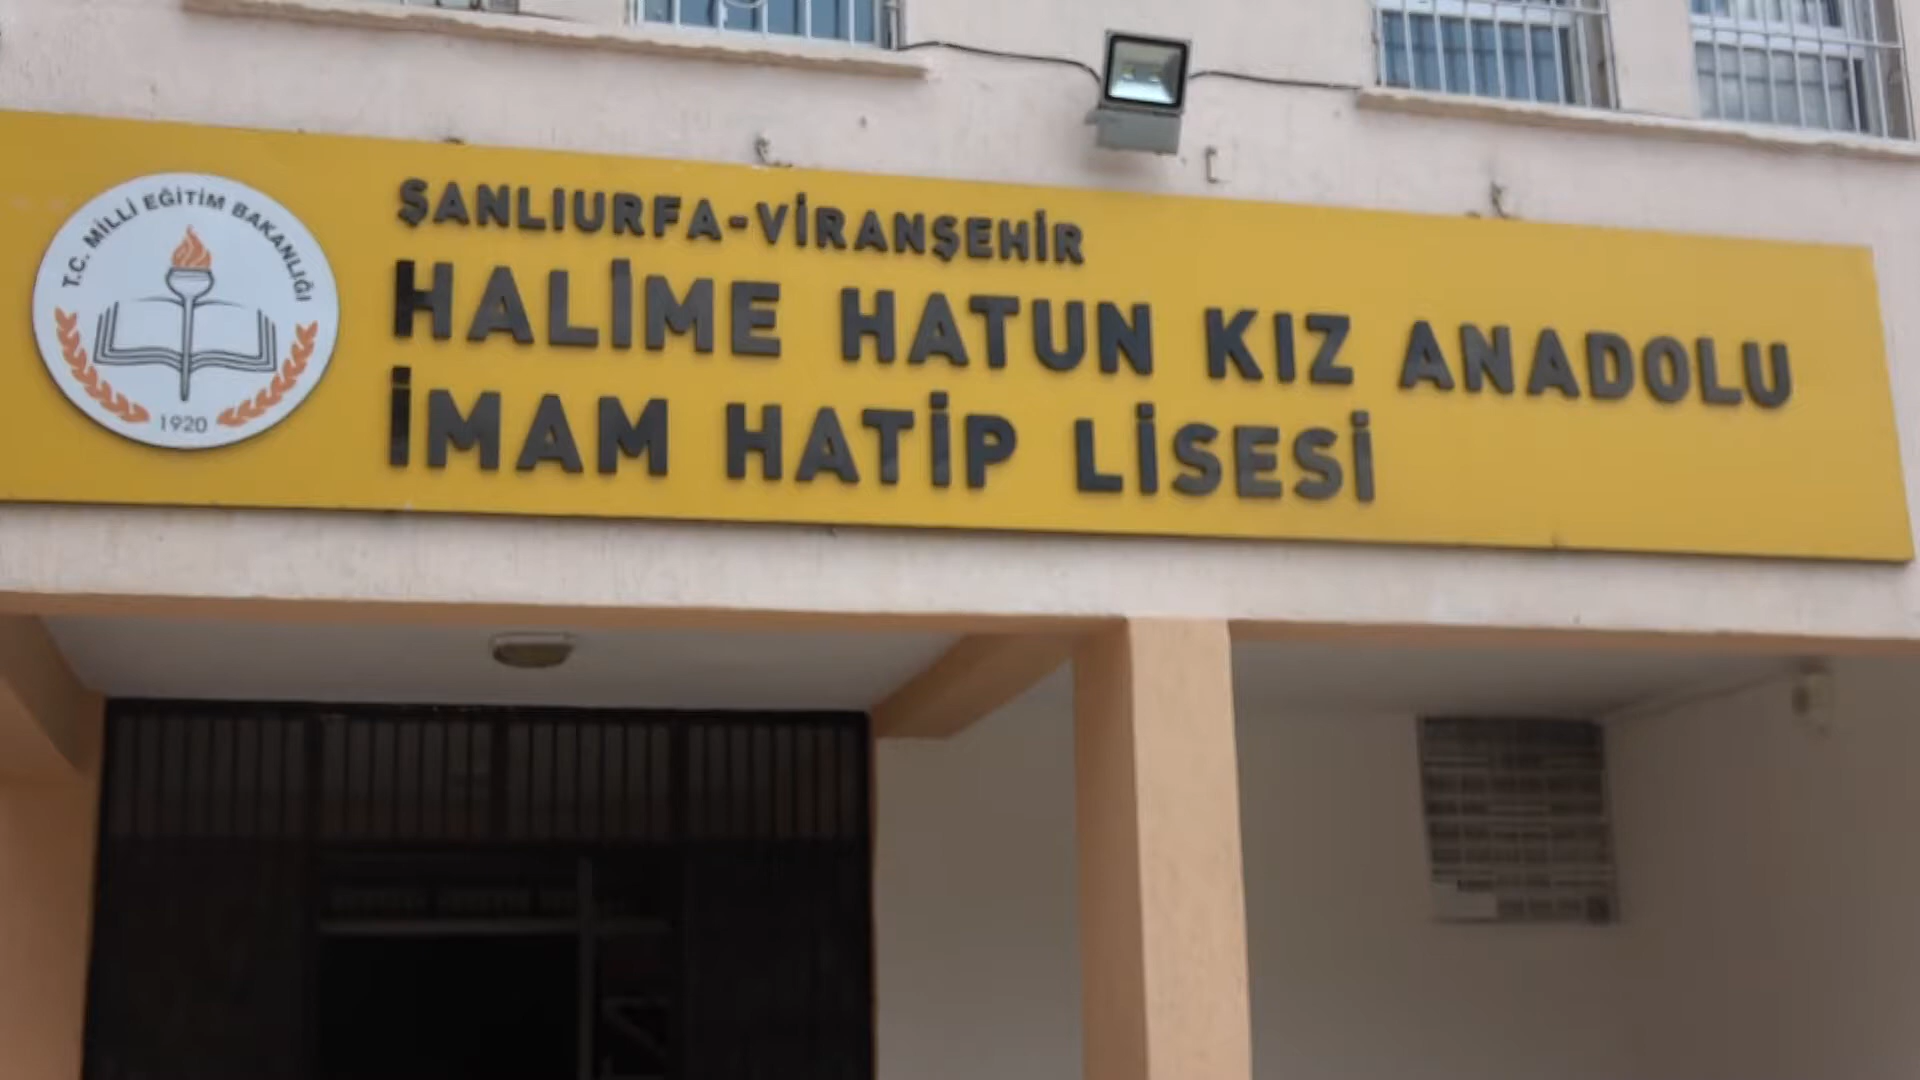 T.C. MİLLİ EĞİTİM BAKANLIĞI
1920
ŞANLIURFA-VİRANŞEHİR
HALİME HATUN KIZ ANADOLU
İMAM HATİP LİSESİ